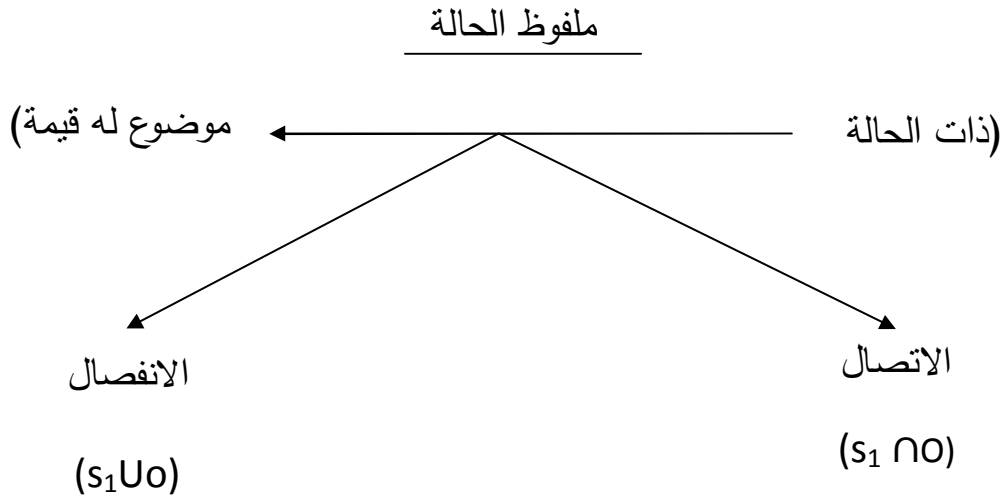 ملفوظ الحالة
(ذات الحالة موضوع له قيمة)
الاتصال الانفصال
(s₁ ∩o) (s₁Uo)